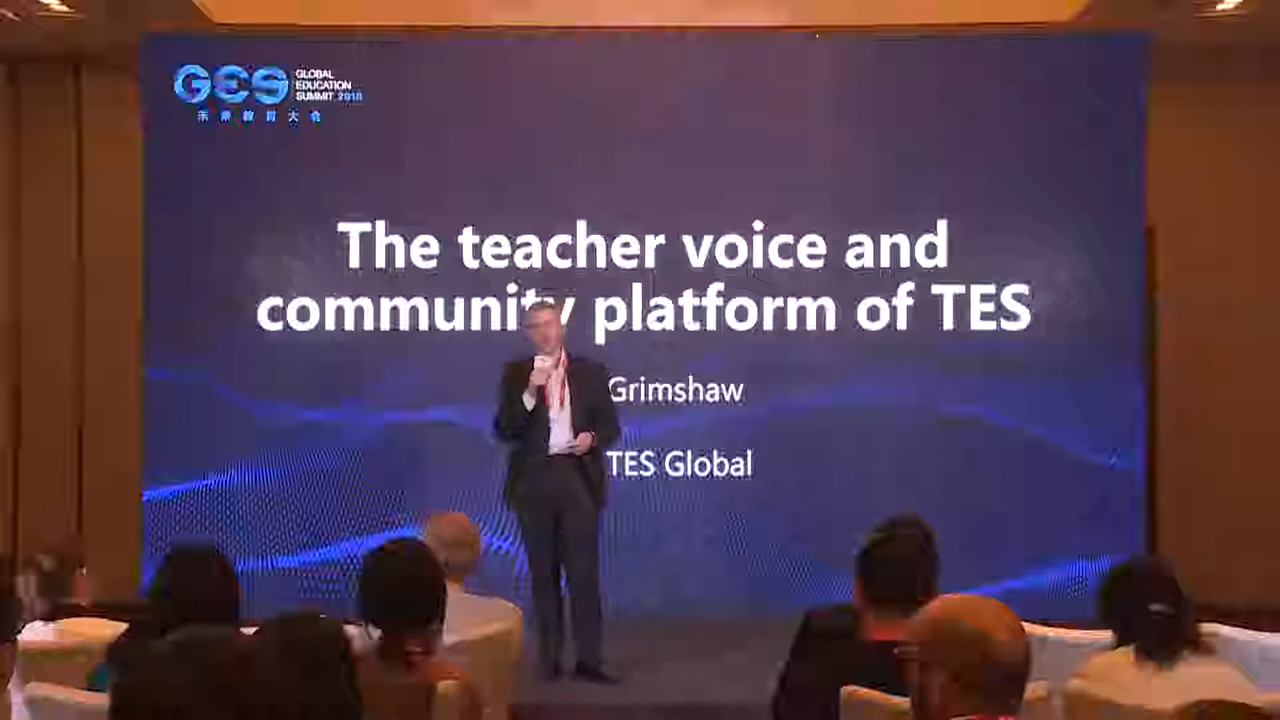 GES
GLOBAL
EDUCATION
SUMMIT 2018
未来教育大会
The teacher voice and
community platform of TES
Grimshaw
TES Global